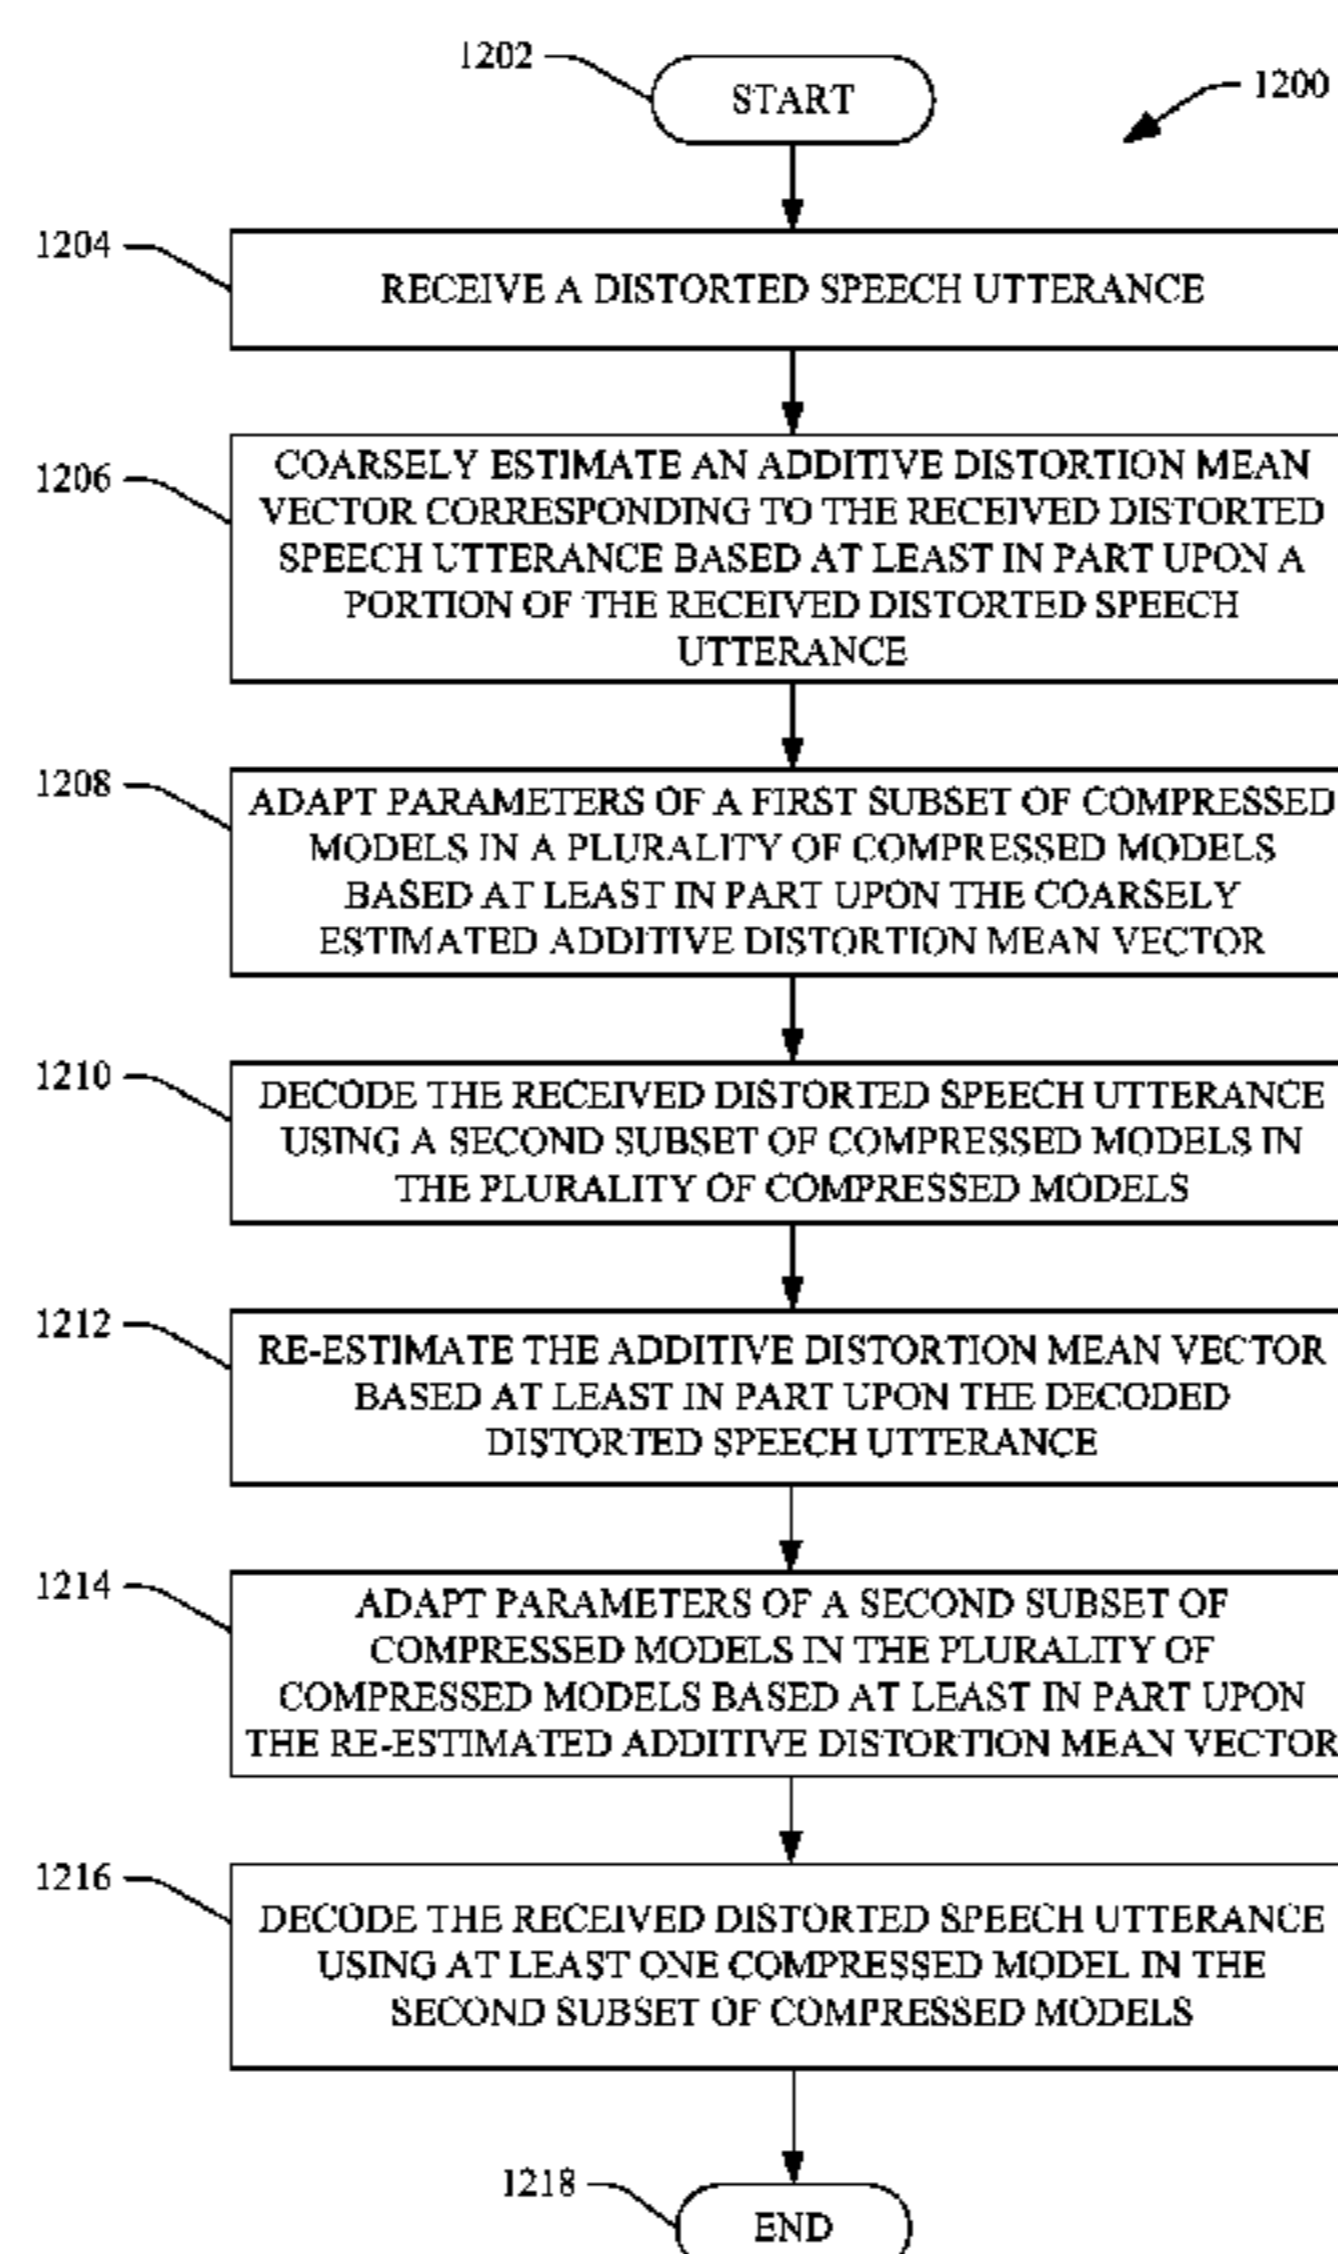 1202
START
1200
1204
RECEIVE A DISTORTED SPEECH UTTERANCE
1206
COARSELY ESTIMATE AN ADDITIVE DISTORTION MEAN
VECTOR CORRESPONDING TO THE RECEIVED DISTORTED
SPEECH UTTERANCE BASED AT LEAST IN PART UPON A
PORTION OF THE RECEIVED DISTORTED SPEECH
UTTERANCE
1208
ADAPT PARAMETERS OF A FIRST SUBSET OF COMPRESSED
MODELS IN A PLURALITY OF COMPRESSED MODELS
BASED AT LEAST IN PART UPON THE COARSELY
ESTIMATED ADDITIVE DISTORTION MEAN VECTOR
1210
DECODE THE RECEIVED DISTORTED SPEECH UTTERANCE
USING A SECOND SUBSET OF COMPRESSED MODELS IN
THE PLURALITY OF COMPRESSED MODELS
1212
RE-ESTIMATE THE ADDITIVE DISTORTION MEAN VECTOR
BASED AT LEAST IN PART UPON THE DECODED
DISTORTED SPEECH UTTERANCE
1214
ADAPT PARAMETERS OF A SECOND SUBSET OF
COMPRESSED MODELS IN THE PLURALITY OF
COMPRESSED MODELS BASED AT LEAST IN PART UPON
THE RE-ESTIMATED ADDITIVE DISTORTION MEAN VECTOR
1216
DECODE THE RECEIVED DISTORTED SPEECH UTTERANCE
USING AT LEAST ONE COMPRESSED MODEL IN THE
SECOND SUBSET OF COMPRESSED MODELS
1218
END